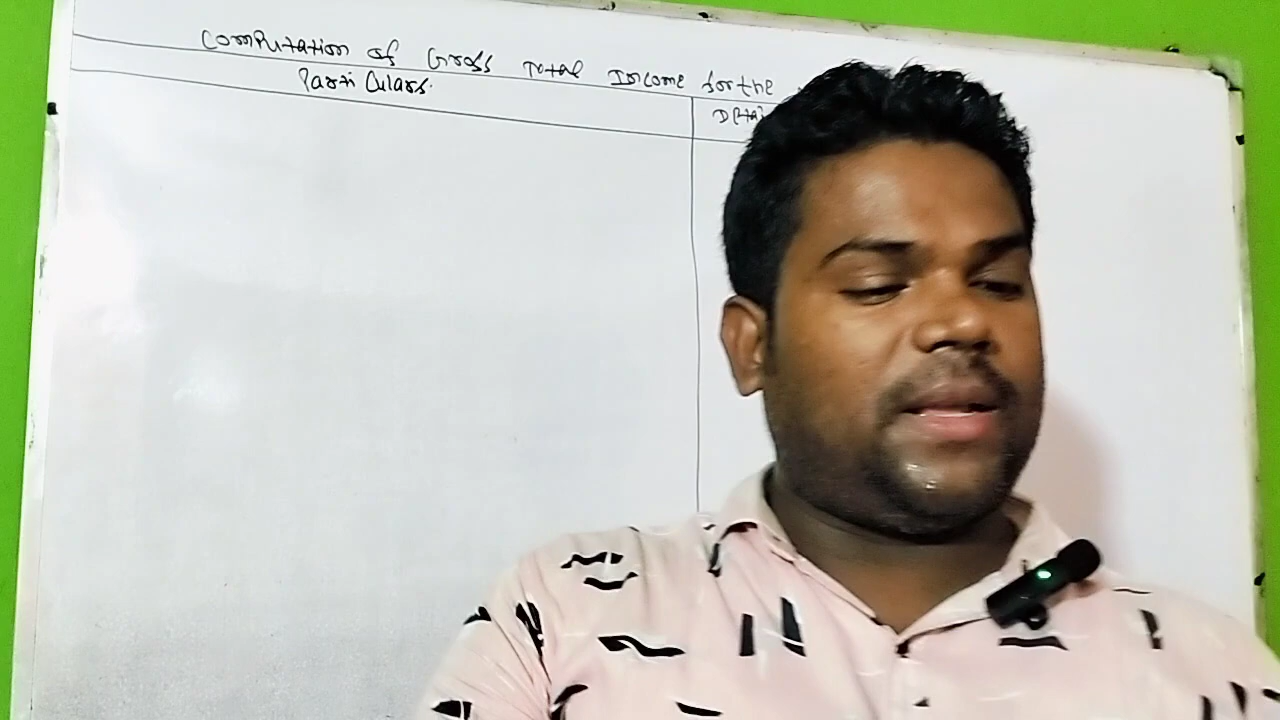 Computation of Gross Total Income for the
Particulars.